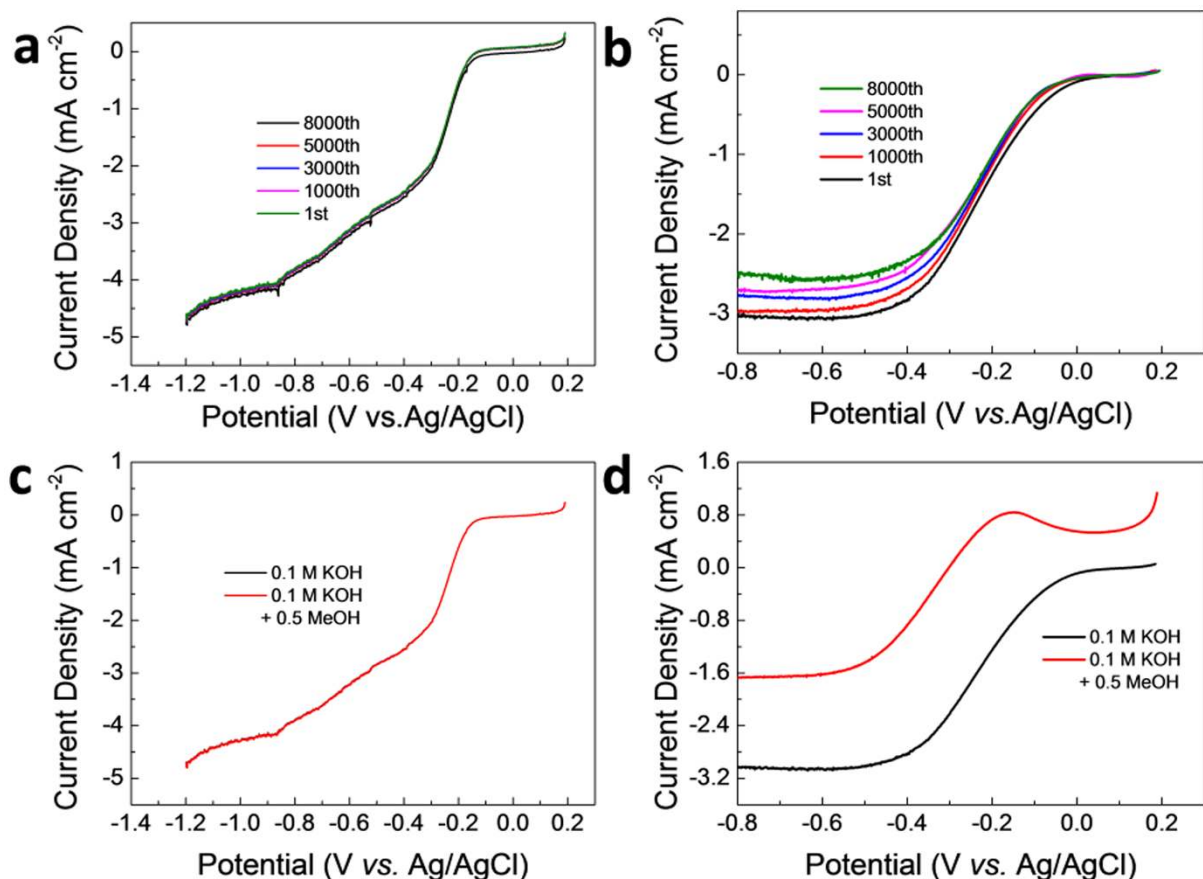 a
Current Density (mA cm⁻²)
0
-1
-2
-3
-4
-5
8000th
5000th
3000th
1000th
1st
-1.4 -1.2 -1.0 -0.8 -0.6 -0.4 -0.2 0.0 0.2
Potential (V vs.Ag/AgCl)
b
Current Density (mA cm⁻²)
0
-1
-2
-3
8000th
5000th
3000th
1000th
1st
-0.8 -0.6 -0.4 -0.2 0.0 0.2
Potential (V vs.Ag/AgCl)
c
Current Density (mA cm⁻²)
1
0
-1
-2
-3
-4
-5
0.1 M KOH
0.1 M KOH
+ 0.5 MeOH
-1.4 -1.2 -1.0 -0.8 -0.6 -0.4 -0.2 0.0 0.2
Potential (V vs. Ag/AgCl)
d
Current Density (mA cm⁻²)
1.6
0.8
0.0
-0.8
-1.6
-2.4
-3.2
0.1 M KOH
0.1 M KOH
+ 0.5 MeOH
-0.8 -0.6 -0.4 -0.2 0.0 0.2
Potential (V vs. Ag/AgCl)